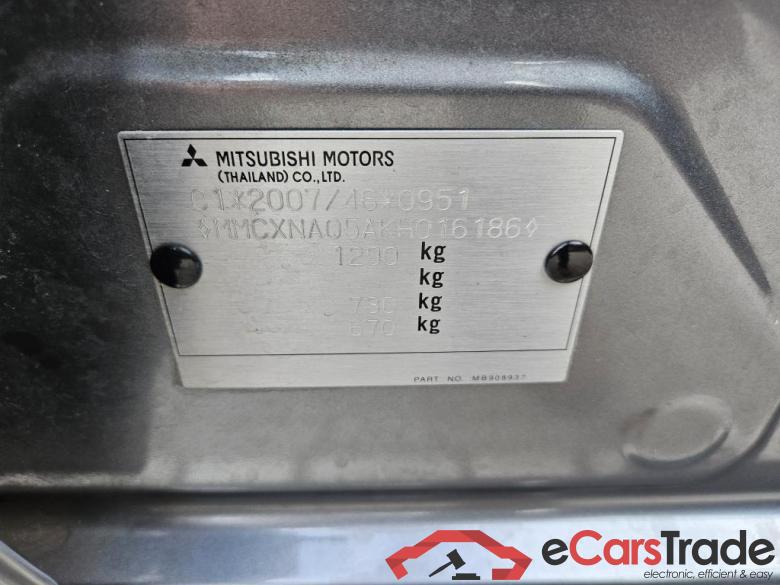 MITSUBISHI MOTORS
(THAILAND) CO.,LTD.
2007/46*0951
◊MMCXNA05AKH016186◊
1290 kg
kg
730 kg
670 kg
PART NO. MB908937
eCarsTrade
electronic, efficient & easy